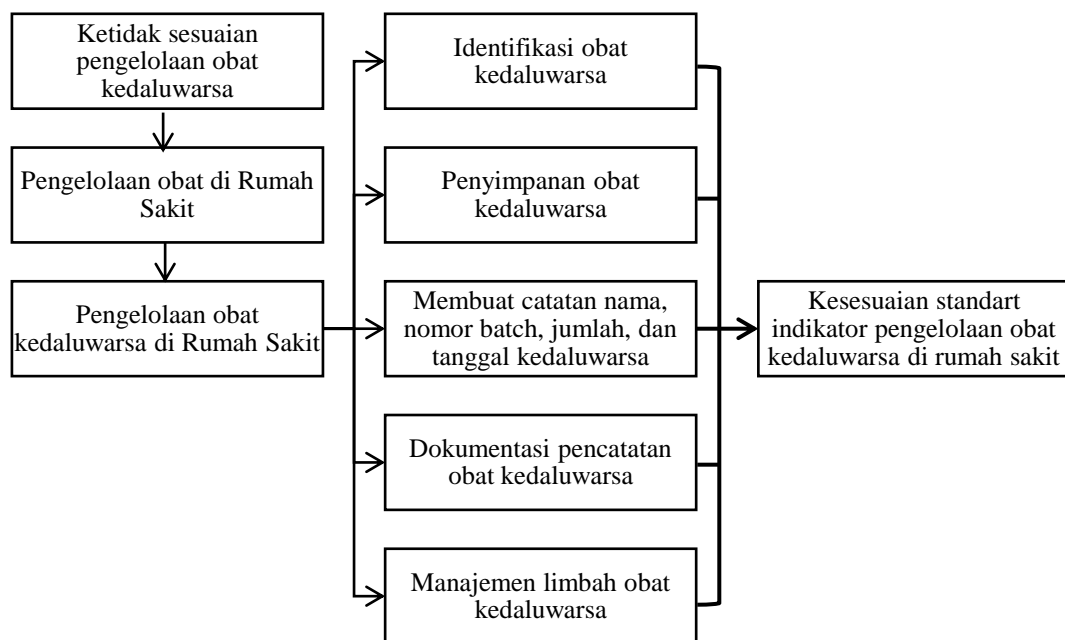 Ketidak sesuaian
pengelolaan obat
kedaluwarsa
Pengelolaan obat di Rumah
Sakit
Pengelolaan obat
kedaluwarsa di Rumah Sakit
Identifikasi obat
kedaluwarsa
Penyimpanan obat
kedaluwarsa
Membuat catatan nama,
nomor batch, jumlah, dan
tanggal kedaluwarsa
Dokumentasi pencatatan
obat kedaluwarsa
Manajemen limbah obat
kedaluwarsa
Kesesuaian standart
indikator pengelolaan obat
kedaluwarsa di rumah sakit